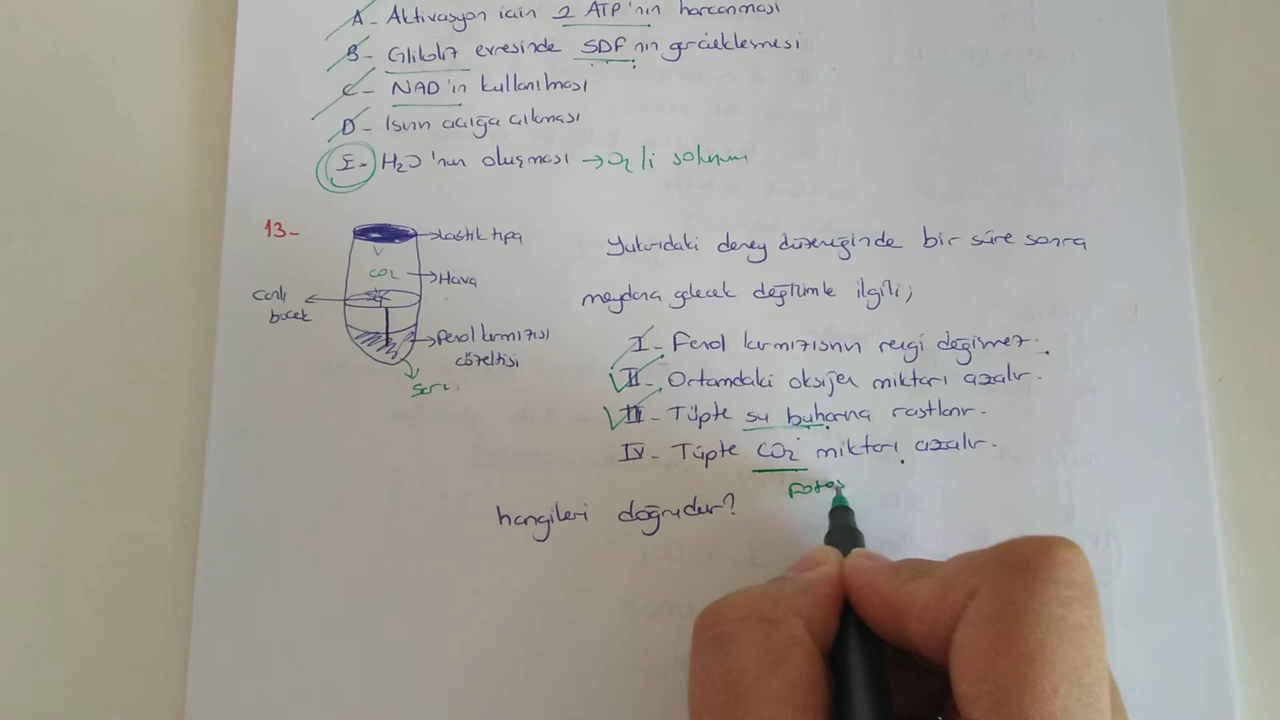 A- Aktivasyon için 2 ATP'nin harcanması
B- Glikoliz evresinde SDF'nin gerçekleşmesi
C- NAD'ın kullanılması
D- Isının açığa çıkması
E- H₂O'nun oluşması → O₂'li solunum
13-
Lastik tıpa
CO₂
Hava
Canlı
böcek
Fenol kırmızısı
çözeltisi
Sarı
Yukarıdaki deney düzeneğinde bir süre sonra
meydana gelecek değişimle ilgili;
I- Fenol kırmızısının rengi değişmez.
II- Ortamdaki oksijen miktarı azalır.
III- Tüpte su buharına rastlanır.
IV- Tüpte CO₂ miktarı azalır.
Fotos
hangileri doğrudur?